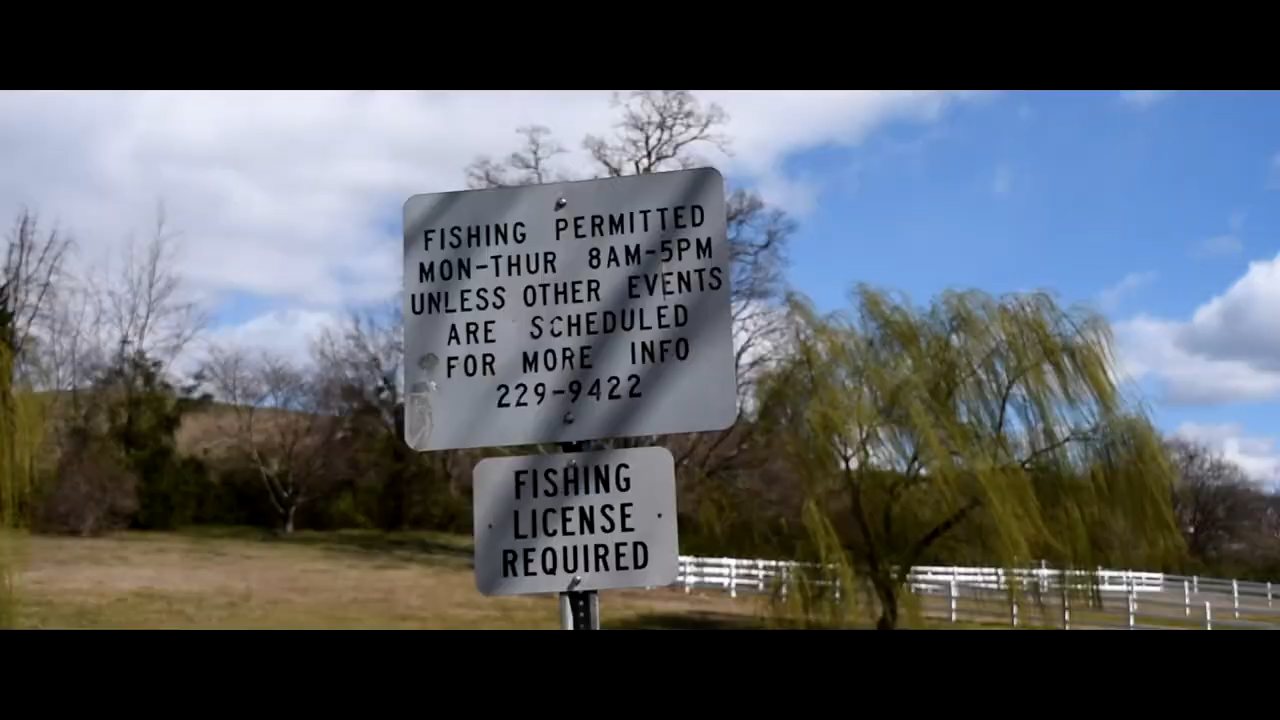 FISHING PERMITTED
MON-THUR 8AM-5PM
UNLESS OTHER EVENTS
ARE SCHEDULED
FOR MORE INFO
229-9422
FISHING
LICENSE
REQUIRED